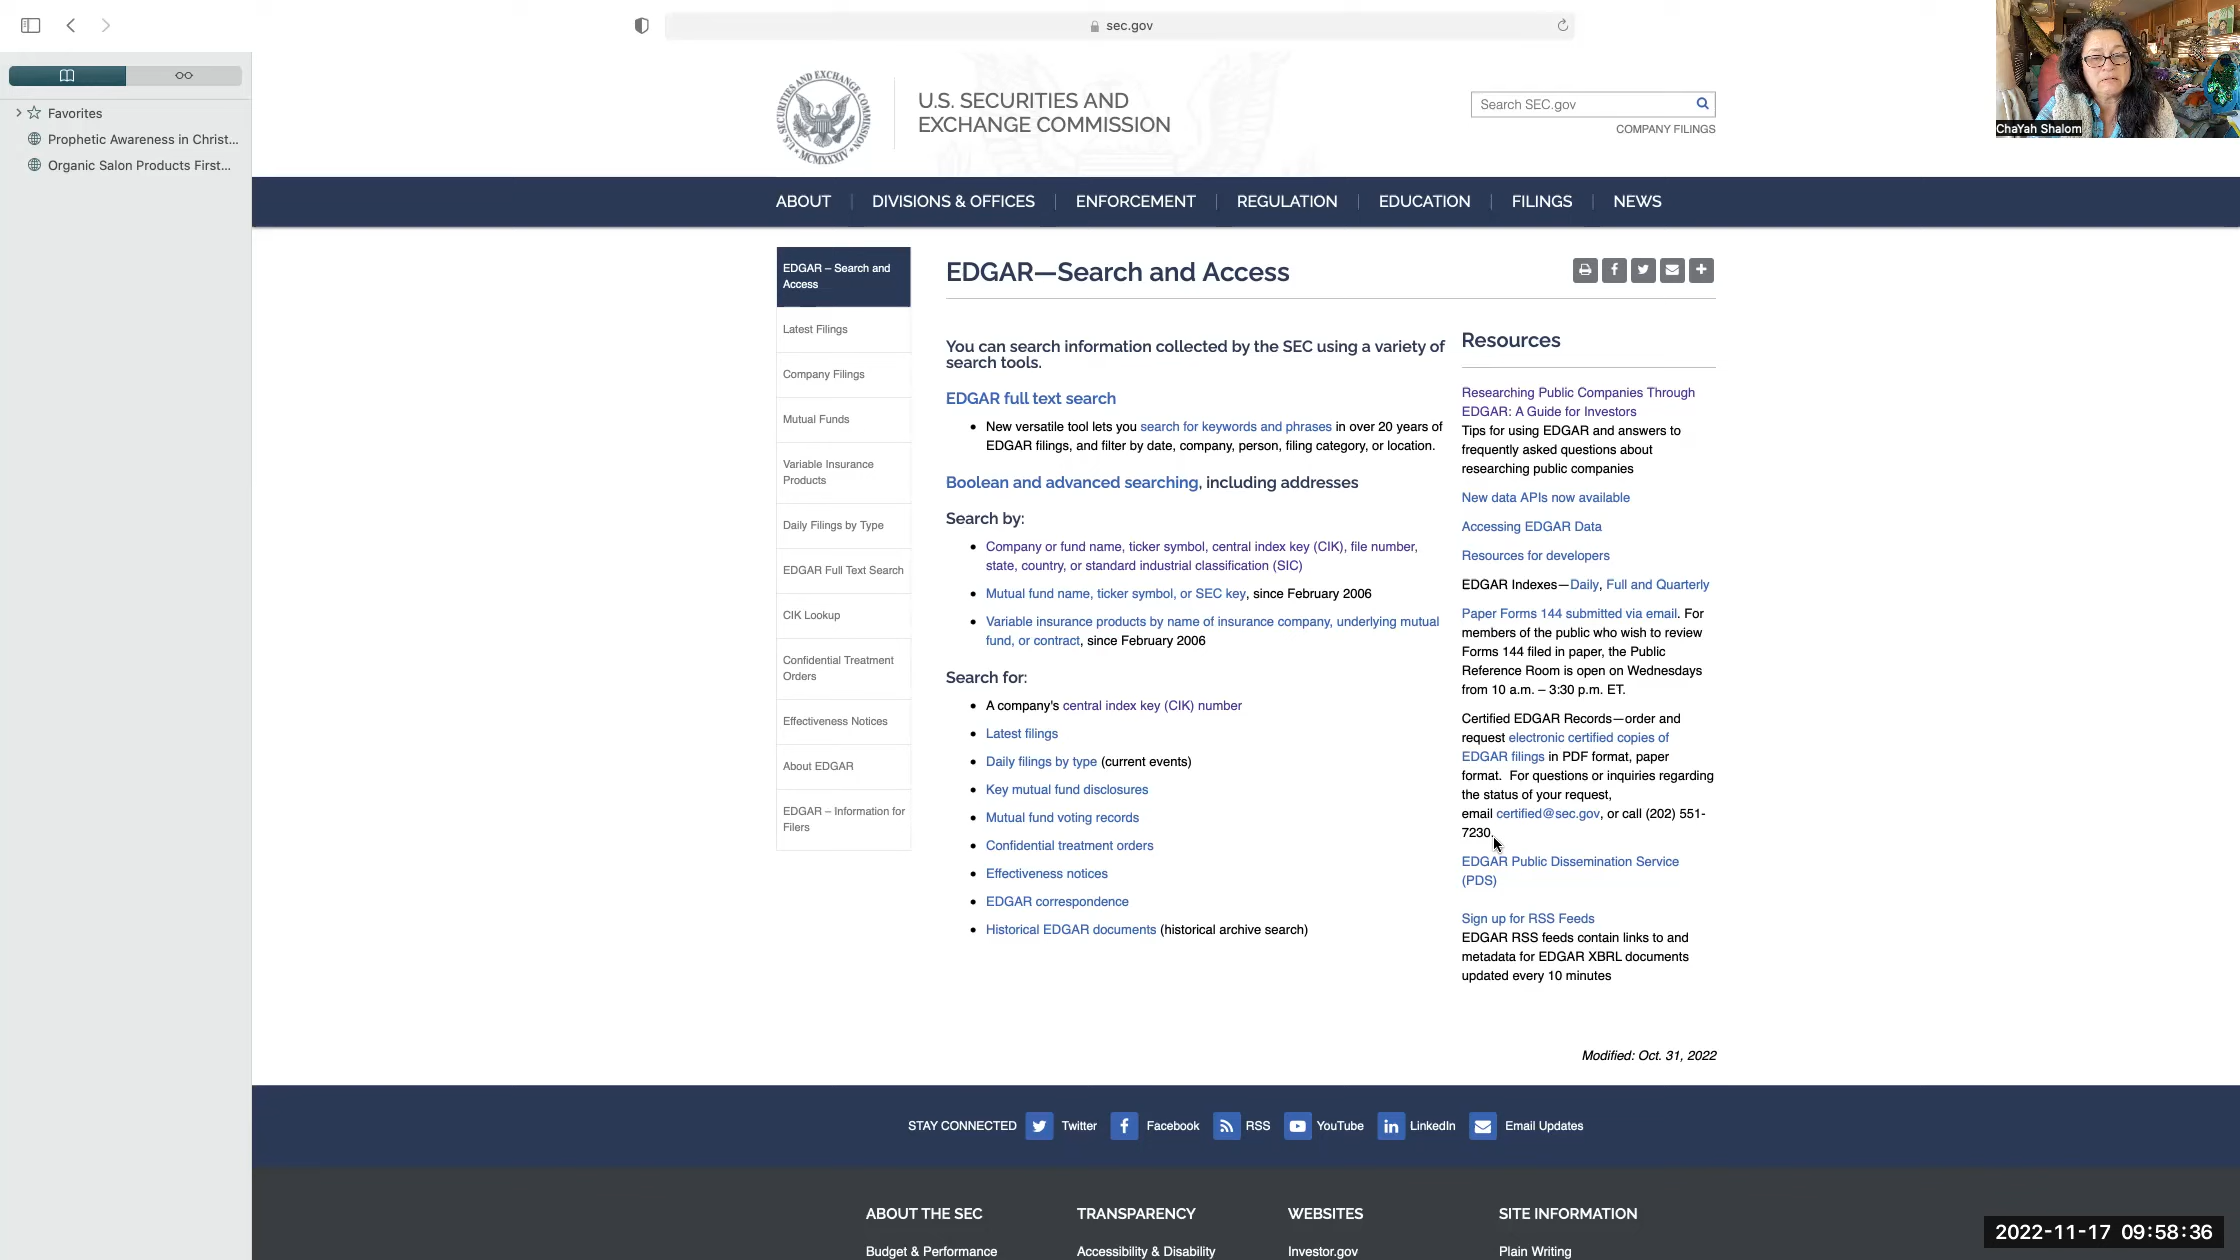 sec.gov
Favorites
Prophetic Awareness in Christ...
Organic Salon Products First...
U.S. SECURITIES AND
EXCHANGE COMMISSION
Search SEC.gov
COMPANY FILINGS
ChaYah Shalom
ABOUT
DIVISIONS & OFFICES
ENFORCEMENT
REGULATION
EDUCATION
FILINGS
NEWS
EDGAR – Search and
Access
Latest Filings
Company Filings
Mutual Funds
Variable Insurance
Products
Daily Filings by Type
EDGAR Full Text Search
CIK Lookup
Confidential Treatment
Orders
Effectiveness Notices
About EDGAR
EDGAR – Information for
Filers
EDGAR—Search and Access
You can search information collected by the SEC using a variety of
search tools.
EDGAR full text search
• New versatile tool lets you search for keywords and phrases in over 20 years of
EDGAR filings, and filter by date, company, person, filing category, or location.
Boolean and advanced searching, including addresses
Search by:
• Company or fund name, ticker symbol, central index key (CIK), file number,
state, country, or standard industrial classification (SIC)
• Mutual fund name, ticker symbol, or SEC key, since February 2006
• Variable insurance products by name of insurance company, underlying mutual
fund, or contract, since February 2006
Search for:
• A company's central index key (CIK) number
• Latest filings
• Daily filings by type (current events)
• Key mutual fund disclosures
• Mutual fund voting records
• Confidential treatment orders
• Effectiveness notices
• EDGAR correspondence
• Historical EDGAR documents (historical archive search)
Resources
Researching Public Companies Through
EDGAR: A Guide for Investors
Tips for using EDGAR and answers to
frequently asked questions about
researching public companies
New data APIs now available
Accessing EDGAR Data
Resources for developers
EDGAR Indexes—Daily, Full and Quarterly
Paper Forms 144 submitted via email. For
members of the public who wish to review
Forms 144 filed in paper, the Public
Reference Room is open on Wednesdays
from 10 a.m. – 3:30 p.m. ET.
Certified EDGAR Records—order and
request electronic certified copies of
EDGAR filings in PDF format, paper
format. For questions or inquiries regarding
the status of your request,
email certified@sec.gov, or call (202) 551-
7230.
EDGAR Public Dissemination Service
(PDS)
Sign up for RSS Feeds
EDGAR RSS feeds contain links to and
metadata for EDGAR XBRL documents
updated every 10 minutes
Modified: Oct. 31, 2022
STAY CONNECTED Twitter Facebook RSS YouTube LinkedIn Email Updates
ABOUT THE SEC
Budget & Performance
TRANSPARENCY
Accessibility & Disability
WEBSITES
Investor.gov
SITE INFORMATION
Plain Writing
2022-11-17 09:58:36